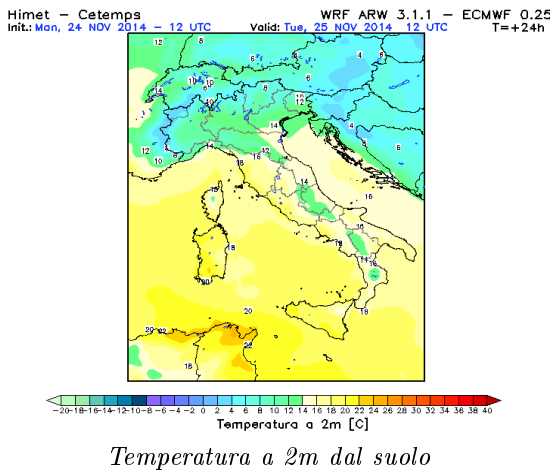 Himet – Cetemps WRF ARW 3.1.1 – ECMWF 0.25
Init.: Mon, 24 NOV 2014 – 12 UTC Valid: Tue, 25 NOV 2014 12 UTC T=+24h
-20-18-16-14-12-10-8 -6 -4 -2 0 2 4 6 8 10 12 14 16 18 20 22 24 26 28 30 32 34 36 38 40
Temperatura a 2m [C]
Temperatura a 2m dal suolo